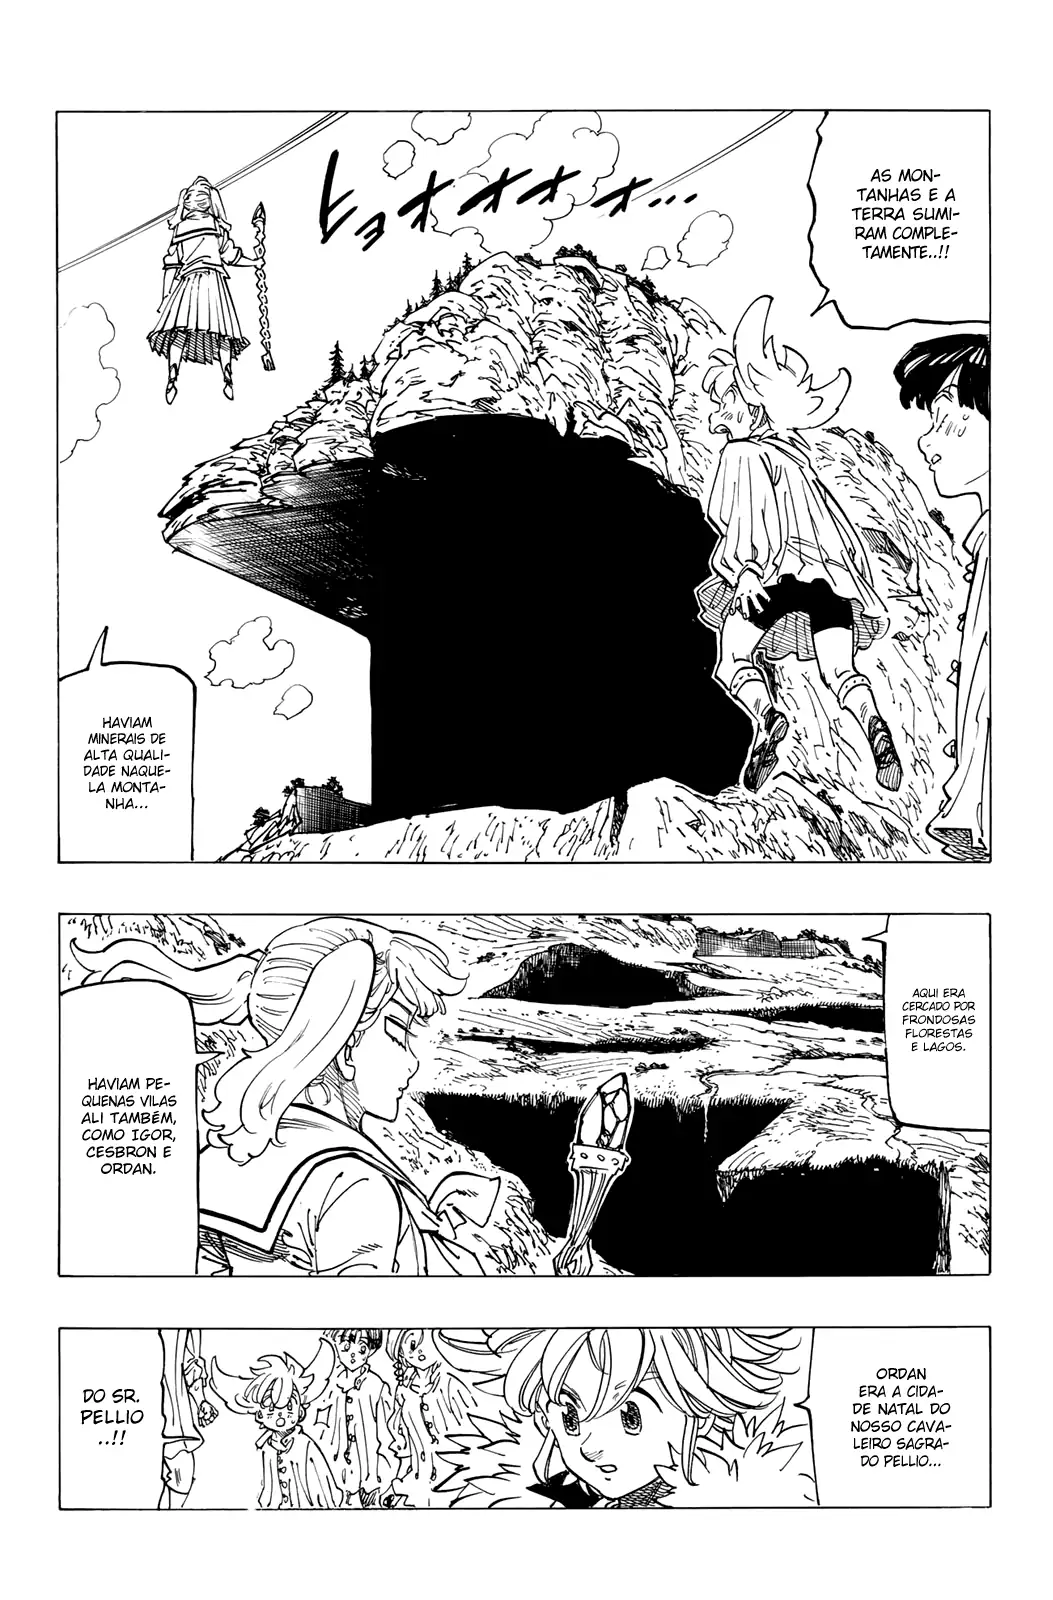 AS MON-
TANHAS E A
TERRA SUMI-
RAM COMPLE-
TAMENTE..!!
ヒョオオオオォ...
HAVIAM
MINERAIS DE
ALTA QUALI-
DADE NAQUE-
LA MONTA-
NHA...
AQUI ERA
CERCADO POR
FRONDOSAS
FLORESTAS
E LAGOS.
HAVIAM PE-
QUENAS VILAS
ALI TAMBÉM,
COMO IGOR,
CESBRON E
ORDAN.
ORDAN
ERA A CIDA-
DE NATAL DO
NOSSO CAVA-
LEIRO SAGRA-
DO PELLIO...
DO SR.
PELLIO
..!!